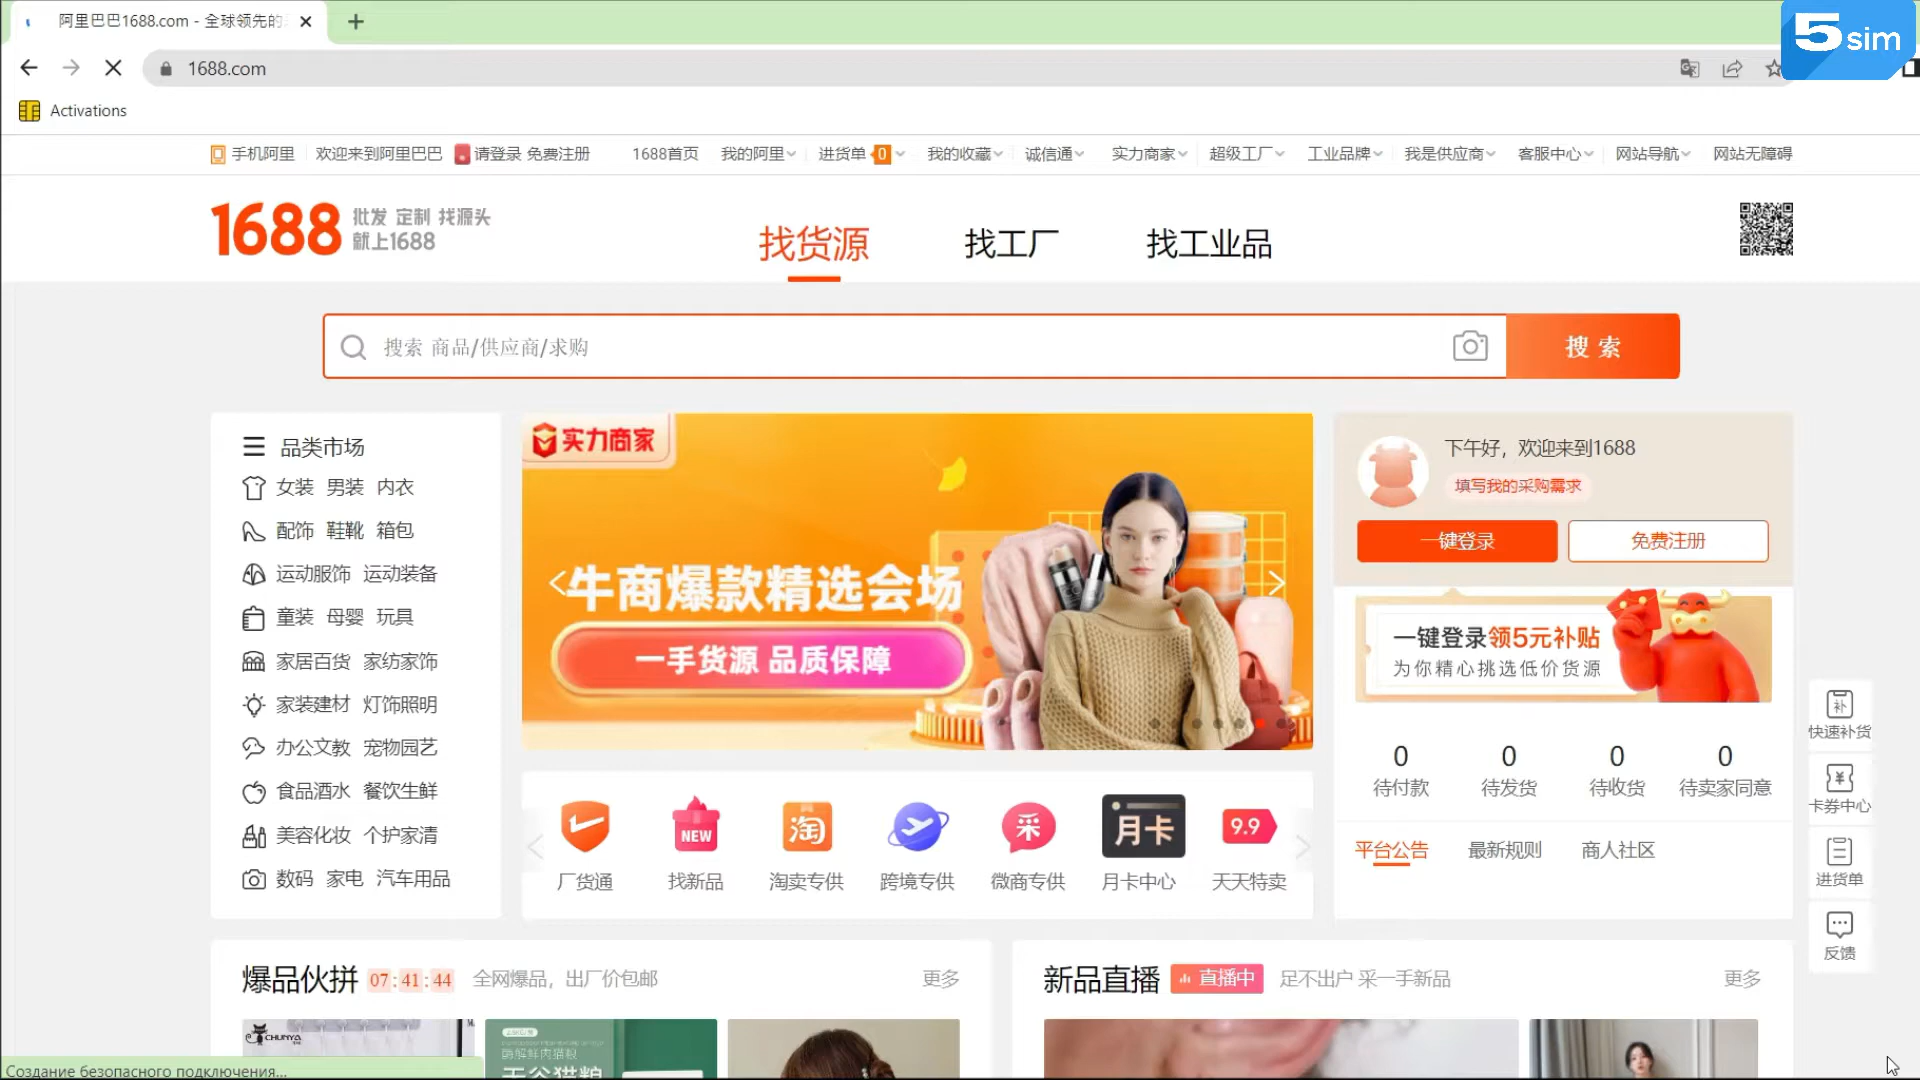 阿里巴巴1688.com - 全球领先的
5sim
1688.com
Activations
手机阿里 欢迎来到阿里巴巴 请登录 免费注册 1688首页 我的阿里 进货单 0 我的收藏 诚信通 实力商家 超级工厂 工业品牌 我是供应商 客服中心 网站导航 网站无障碍
1688 批发 定制 找源头
就上1688
找货源 找工厂 找工业品
搜索 商品/供应商/求购
搜 索
品类市场
女装 男装 内衣
配饰 鞋靴 箱包
运动服饰 运动装备
童装 母婴 玩具
家居百货 家纺家饰
家装建材 灯饰照明
办公文教 宠物园艺
食品酒水 餐饮生鲜
美容化妆 个护家清
数码 家电 汽车用品
实力商家
牛商爆款精选会场
一手货源 品质保障
下午好，欢迎来到1688
填写我的采购需求
一键登录 免费注册
一键登录领5元补贴
为你精心挑选低价货源
0 0 0 0
待付款 待发货 待收货 待卖家同意
平台公告 最新规则 商人社区
NEW 淘 采 月卡 9.9
厂货通 找新品 淘卖专供 跨境专供 微商专供 月卡中心 天天特卖
补
快速补货
¥
卡券中心
进货单
反馈
爆品伙拼 07:41:44 全网爆品，出厂价包邮 更多
新品直播 直播中 足不出户 采一手新品 更多
CHUNYA
无谷猫粮
Создание безопасного подключения...